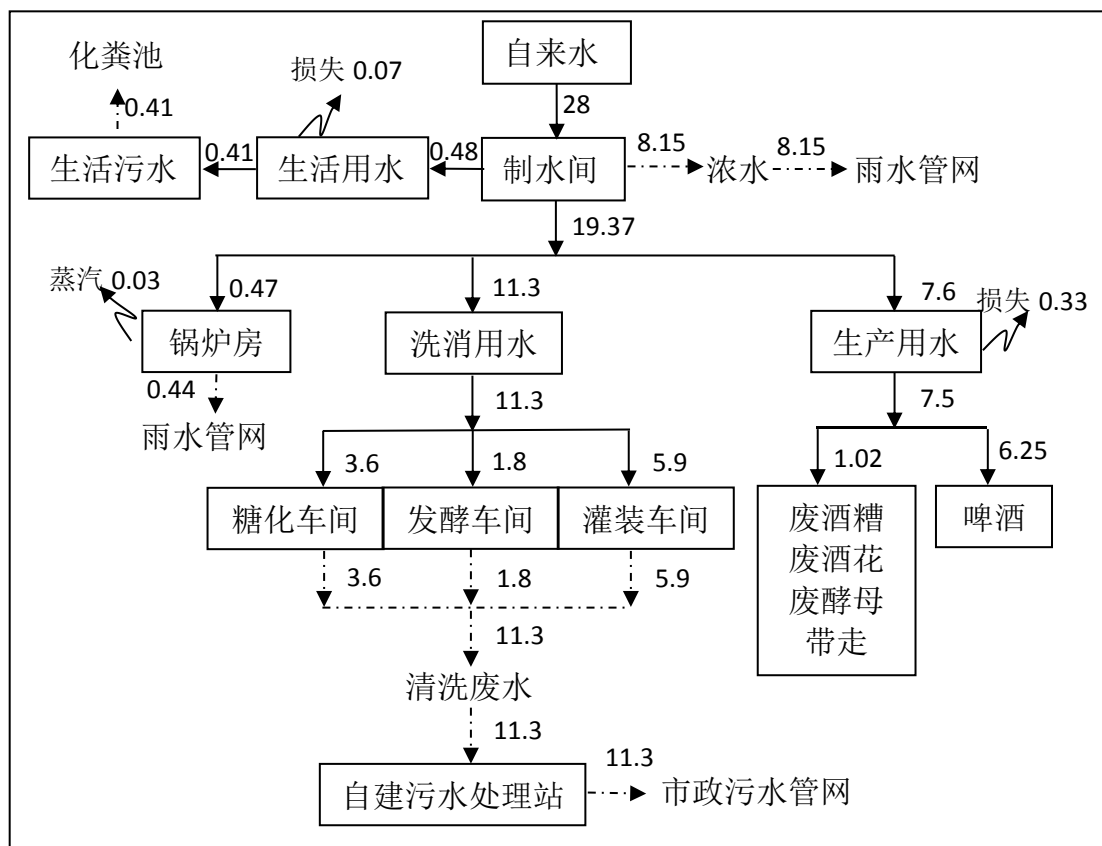 化粪池
自来水
损失 0.07
0.41
28
8.15
8.15
生活污水
0.41
生活用水
0.48
制水间
浓水
雨水管网
19.37
蒸汽 0.03
0.47
11.3
7.6
损失 0.33
锅炉房
洗消用水
生产用水
0.44
11.3
7.5
雨水管网
3.6
1.8
5.9
1.02
6.25
糖化车间
发酵车间
灌装车间
废酒糟
废酒花
废酵母
带走
啤酒
3.6
1.8
5.9
11.3
清洗废水
11.3
11.3
自建污水处理站
市政污水管网